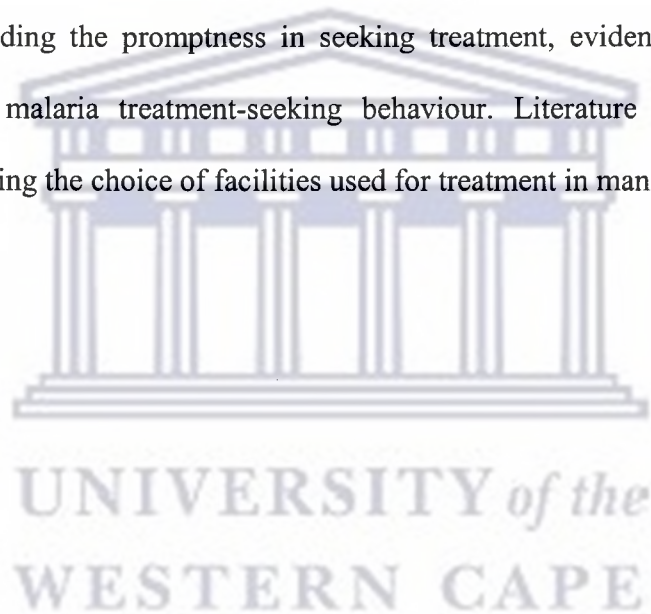 ding the promptness in seeking treatment, eviden
malaria treatment-seeking behaviour. Literature
ing the choice of facilities used for treatment in man
UNIVERSITY of the
WESTERN CAPE